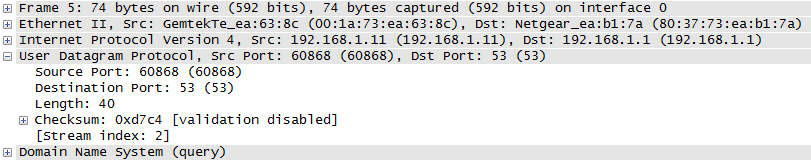 Frame 5: 74 bytes on wire (592 bits), 74 bytes captured (592 bits) on interface 0
Ethernet II, Src: GemtekTe_ea:63:8c (00:1a:73:ea:63:8c), Dst: Netgear_ea:b1:7a (80:37:73:ea:b1:7a)
Internet Protocol Version 4, Src: 192.168.1.11 (192.168.1.11), Dst: 192.168.1.1 (192.168.1.1)
User Datagram Protocol, Src Port: 60868 (60868), Dst Port: 53 (53)
Source Port: 60868 (60868)
Destination Port: 53 (53)
Length: 40
Checksum: 0xd7c4 [validation disabled]
[Stream index: 2]
Domain Name System (query)